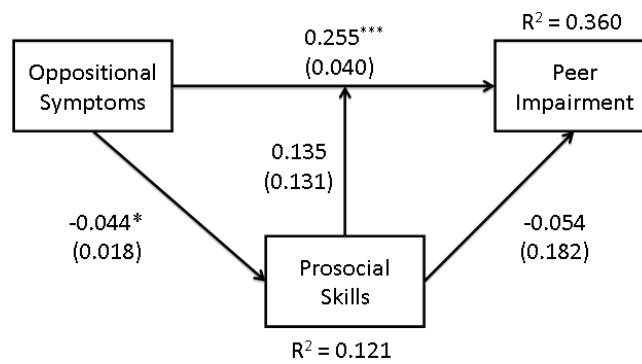 R² = 0.360
0.255***
(0.040)
Oppositional
Symptoms
Peer
Impairment
0.135
(0.131)
-0.044*
(0.018)
-0.054
(0.182)
Prosocial
Skills
R² = 0.121